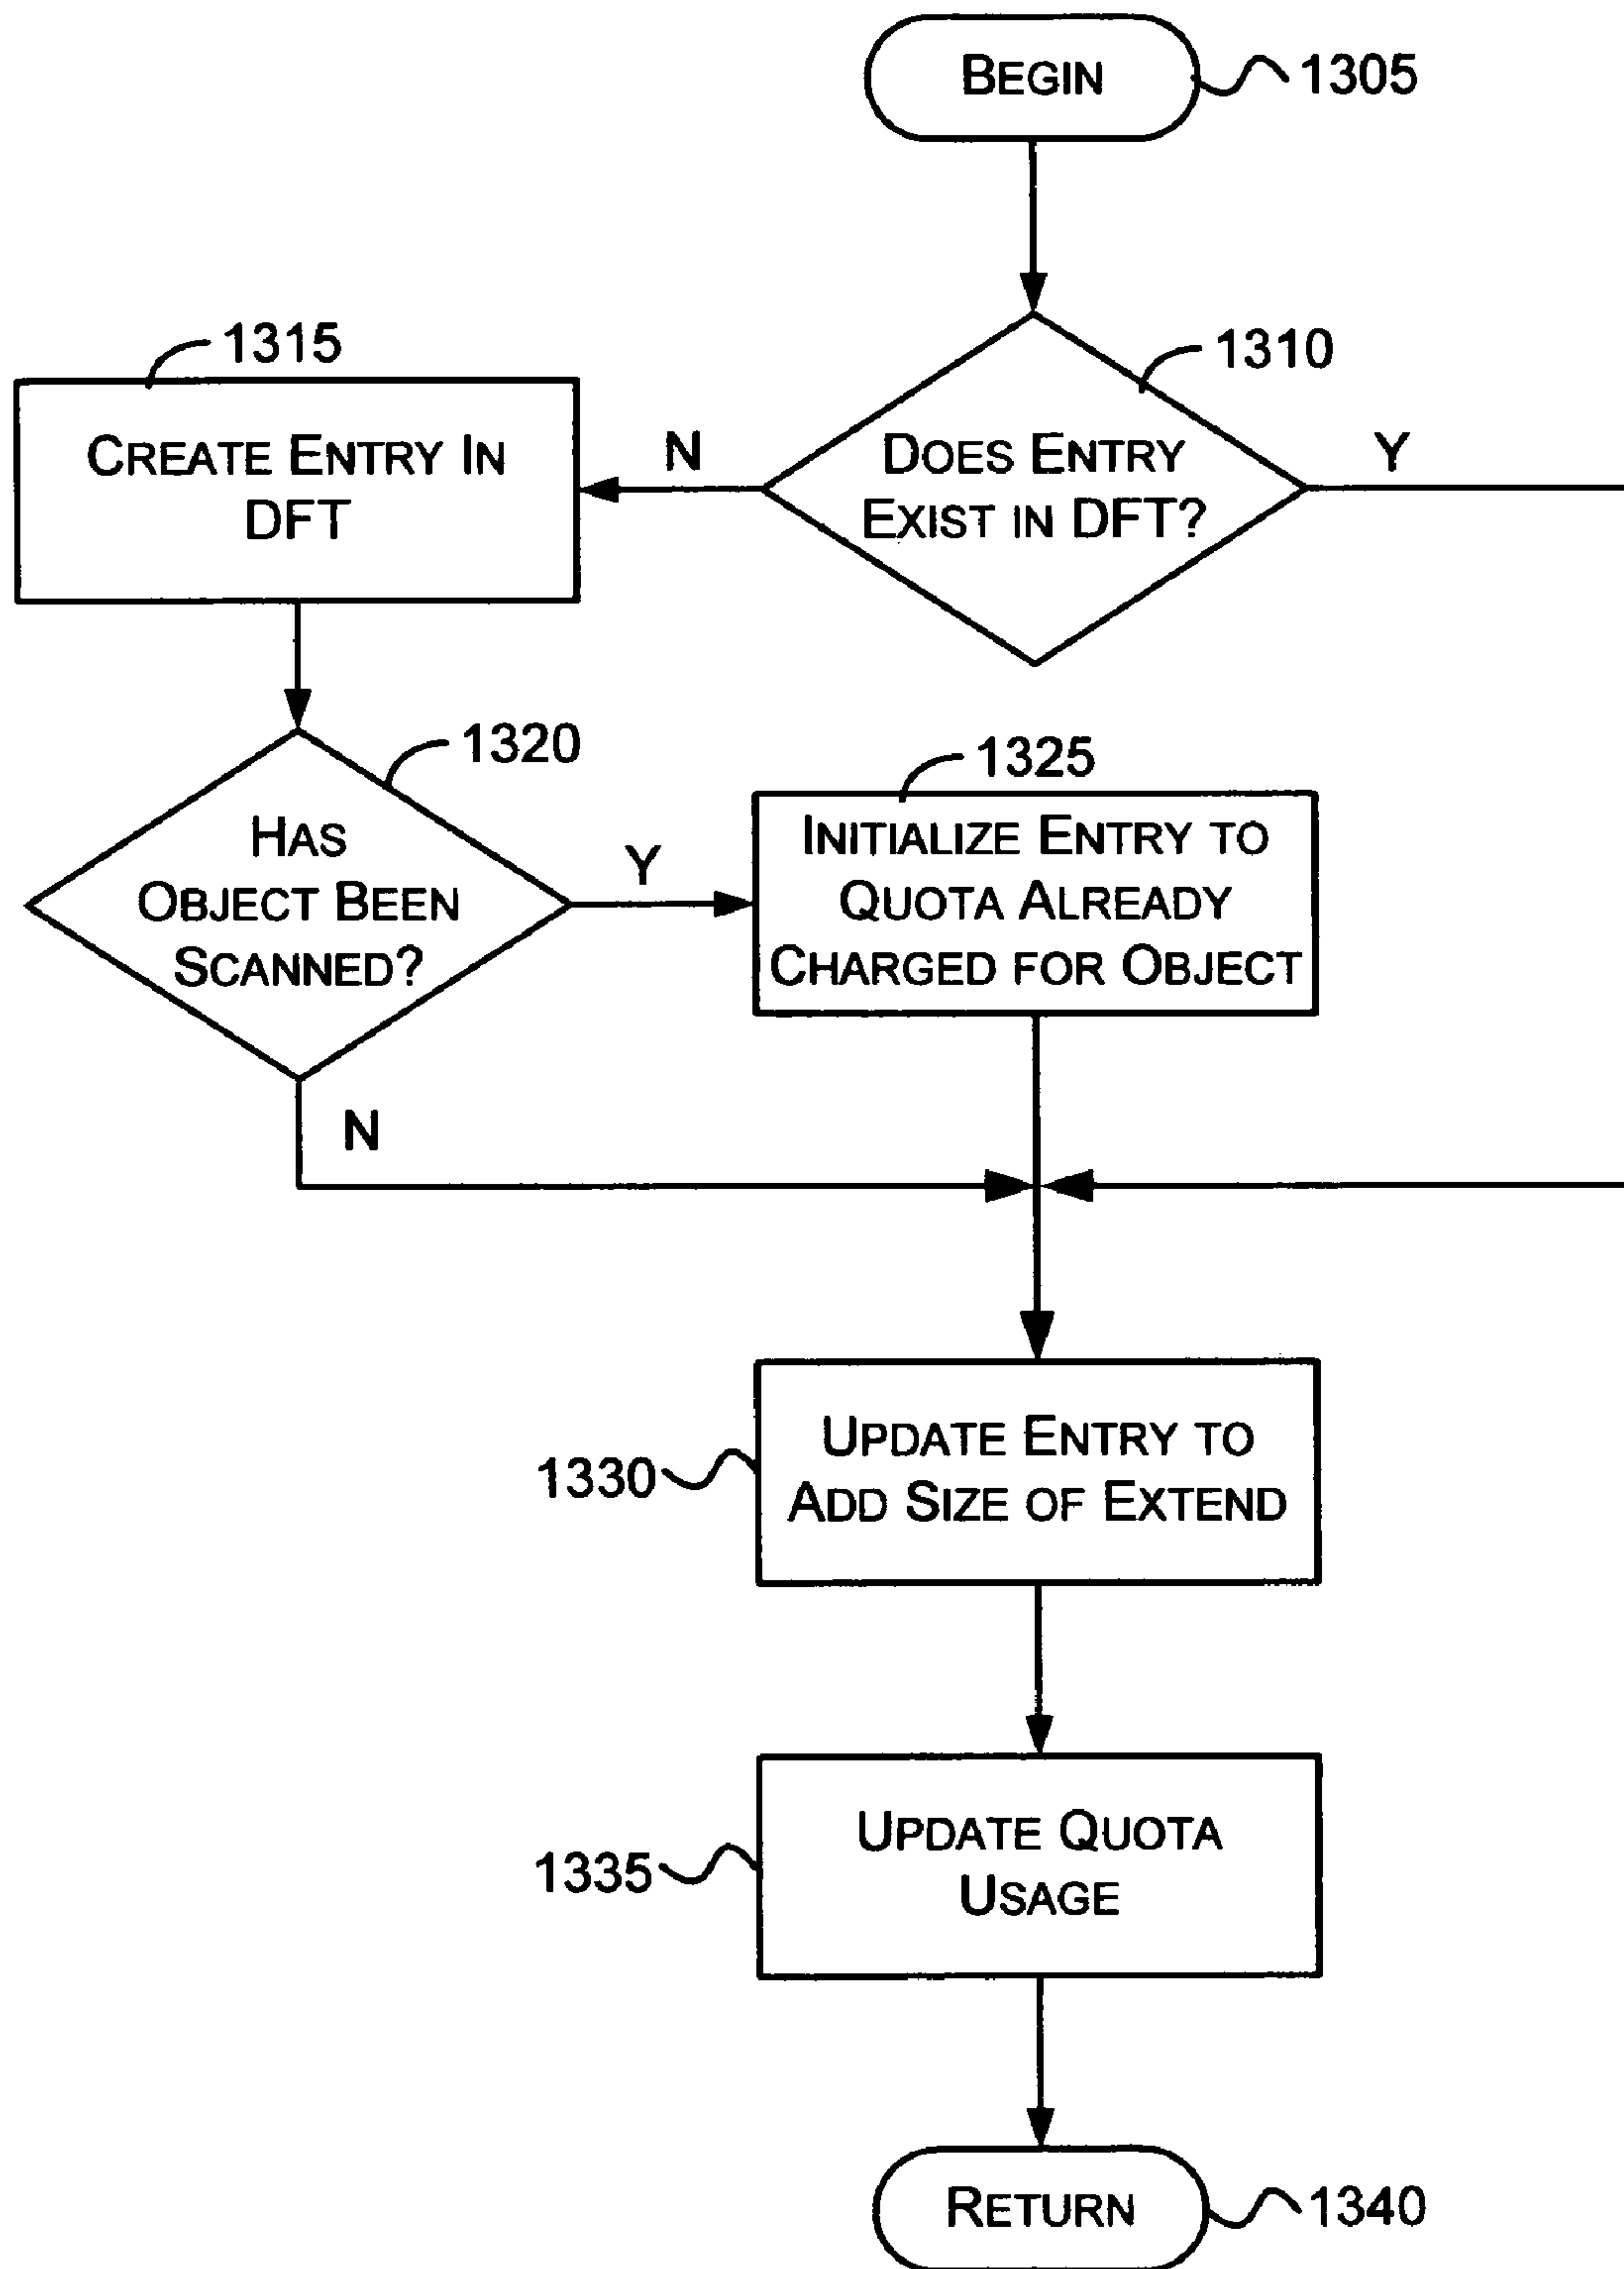 BEGIN
1305
1310
DOES ENTRY
EXIST IN DFT?
N
Y
1315
CREATE ENTRY IN
DFT
1320
HAS
OBJECT BEEN
SCANNED?
Y
N
1325
INITIALIZE ENTRY TO
QUOTA ALREADY
CHARGED FOR OBJECT
1330
UPDATE ENTRY TO
ADD SIZE OF EXTEND
1335
UPDATE QUOTA
USAGE
RETURN
1340